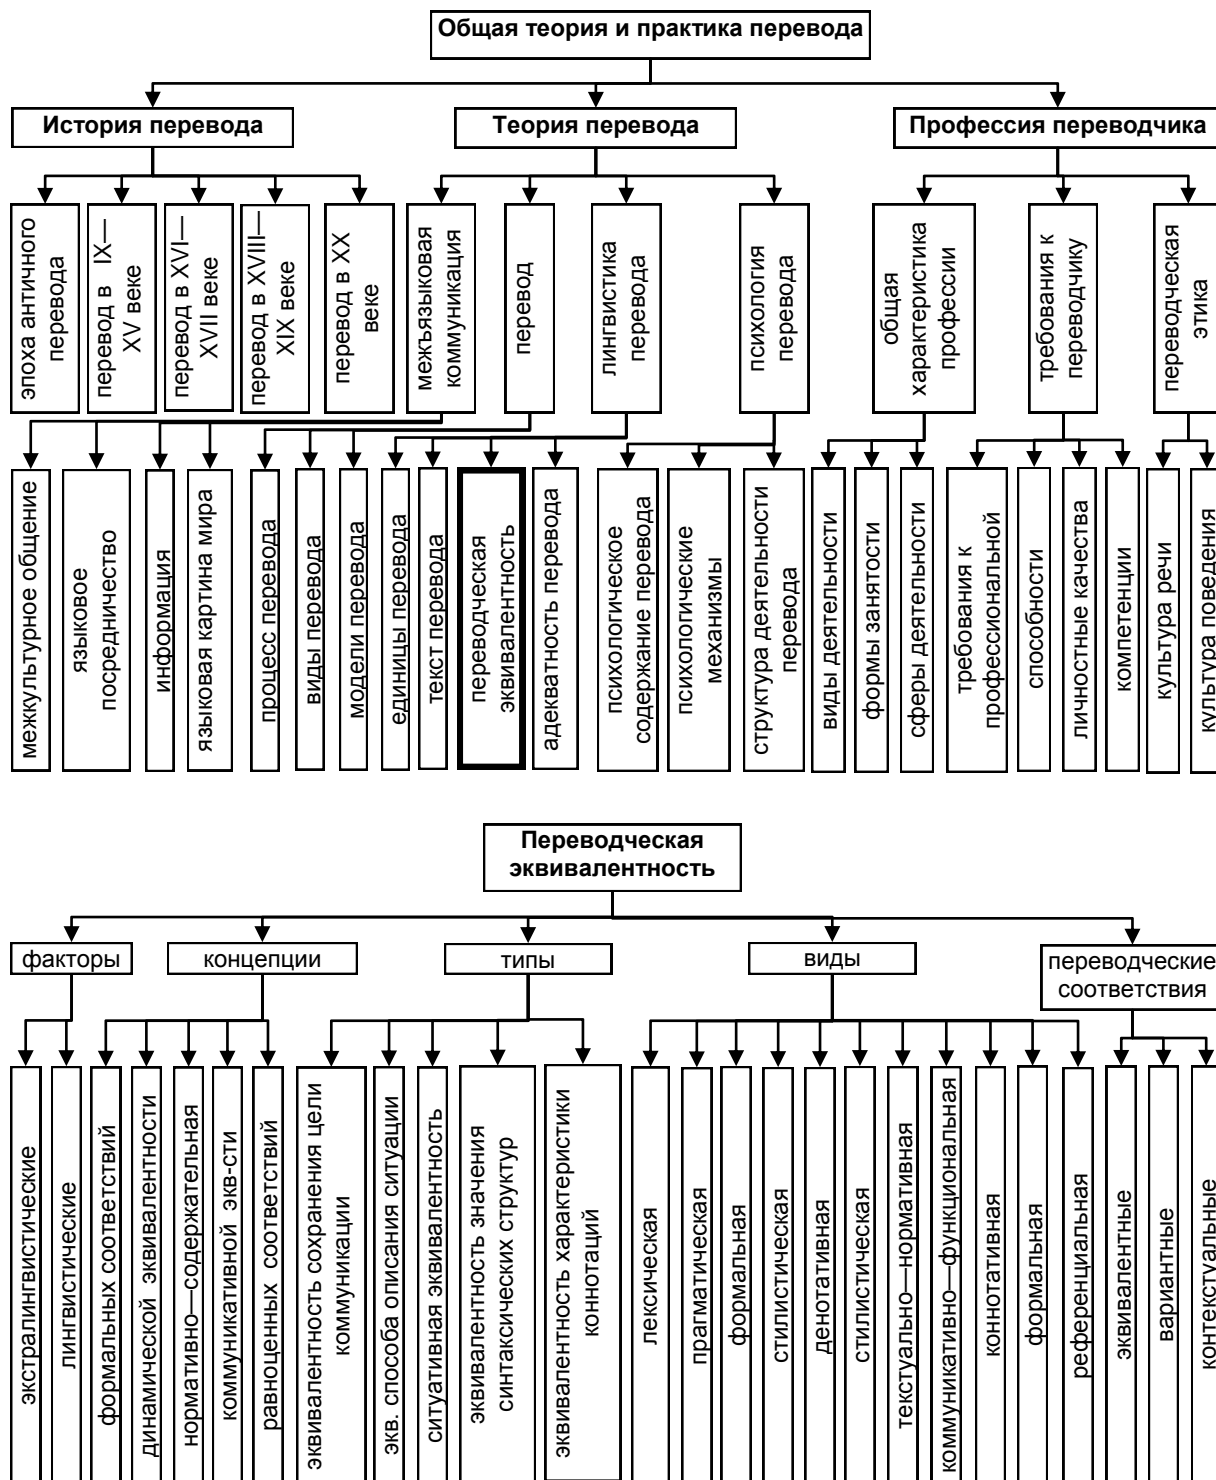 Общая теория и практика перевода
История перевода
Теория перевода
Профессия переводчика
эпоха античного
перевода
перевод в IX—
XV веке
перевод в XVI—
XVII веке
перевод в XVIII—
XIX веке
перевод в XX
веке
межъязыковая
коммуникация
перевод
лингвистика
перевода
психология
перевода
общая
характеристика
профессии
требования к
переводчику
переводческая
этика
межкультурное общение
языковое
посредничество
информация
языковая картина мира
процесс перевода
виды перевода
модели перевода
единицы перевода
текст перевода
переводческая
эквивалентность
адекватность перевода
психологическое
содержание перевода
психологические
механизмы
структура деятельности
перевода
виды деятельности
формы занятости
сферы деятельности
требования к
профессиональной
способности
личностные качества
компетенции
культура речи
культура поведения
Переводческая
эквивалентность
факторы
концепции
типы
виды
переводческие
соответствия
экстралингвистические
лингвистические
формальных соответствий
динамической эквивалентности
нормативно—содержательная
коммуникативной экв-сти
равноценных соответствий
эквивалентность сохранения цели
коммуникации
экв. способа описания ситуации
ситуативная эквивалентность
эквивалентность значения
синтаксических структур
эквивалентность характеристики
коннотаций
лексическая
прагматическая
формальная
стилистическая
денотативная
стилистическая
текстуально—нормативная
коммуникативно—функциональная
коннотативная
формальная
референциальная
эквивалентные
вариантные
контекстуальные